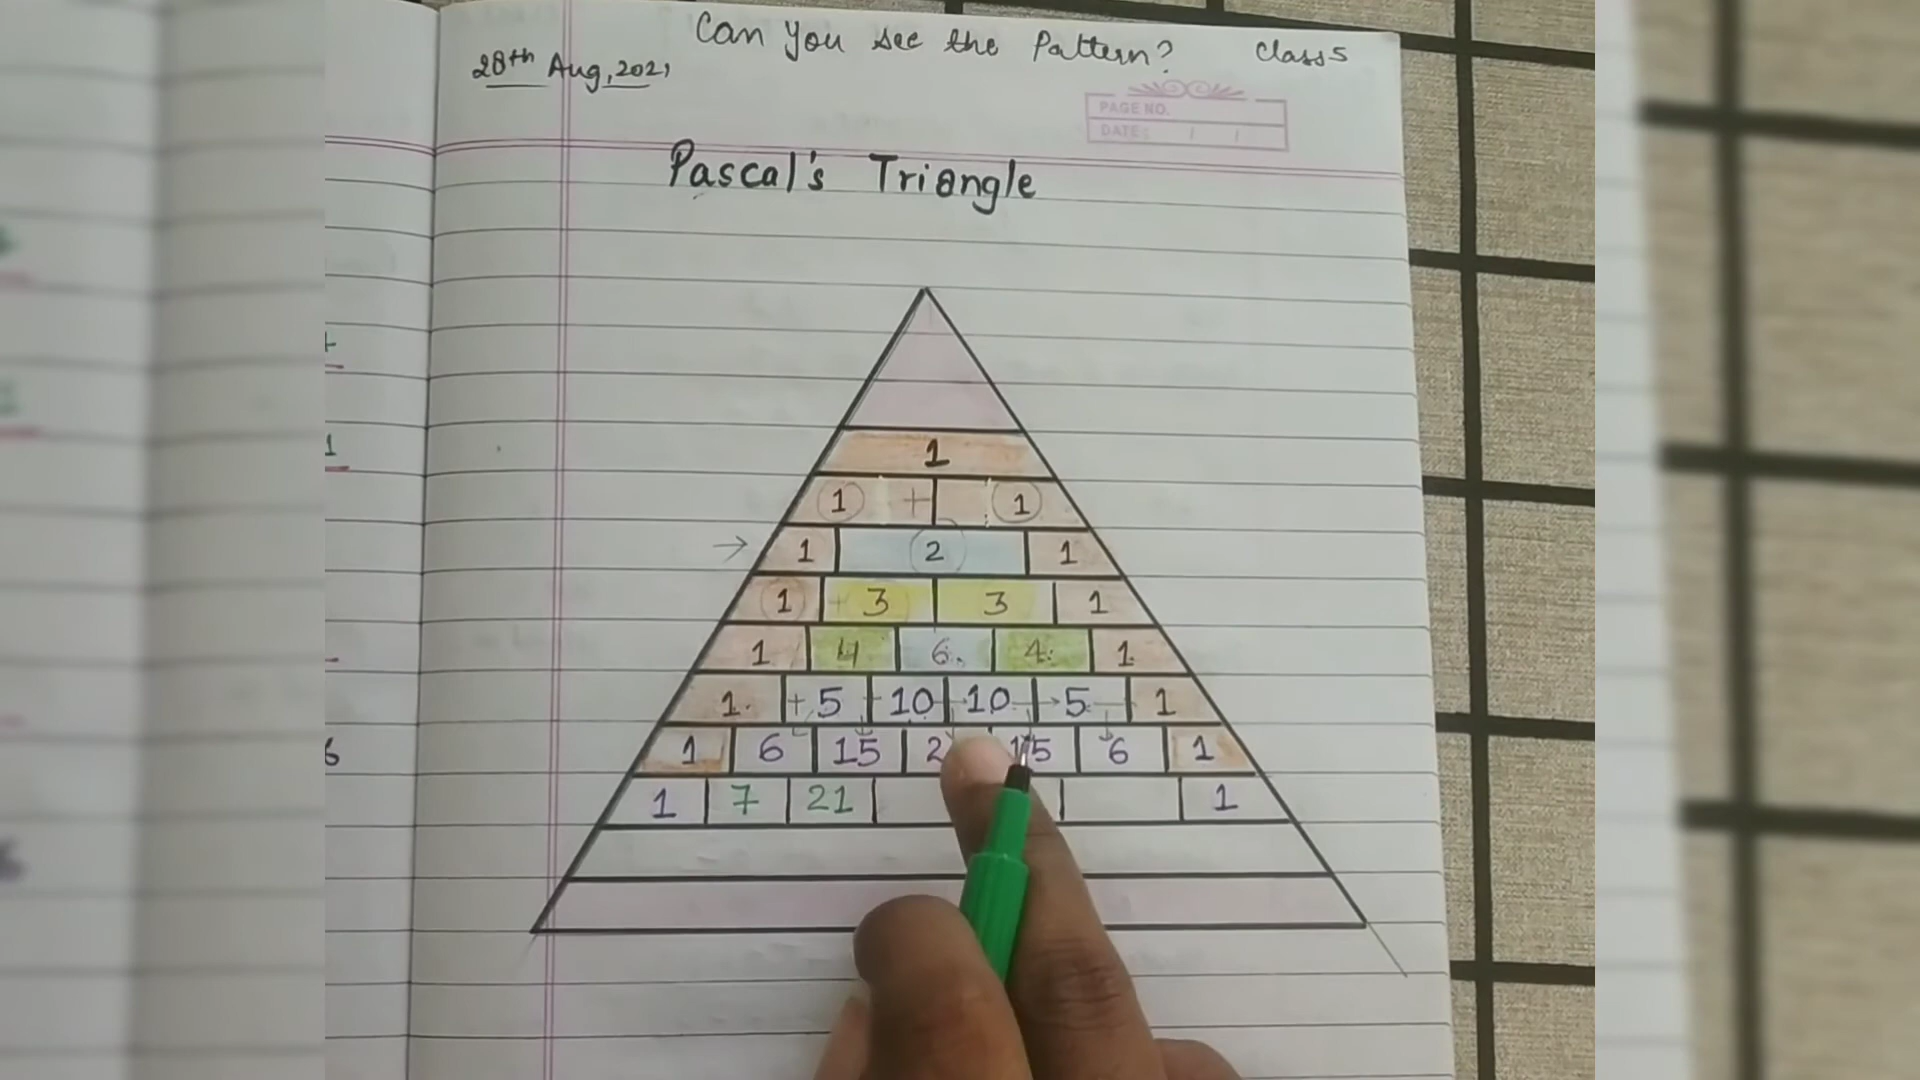 Can you see the Pattern?
Class 5
28th Aug, 2021
PAGE NO.
DATE: / /
Pascal's Triangle
1
1 + 1
→ 1 2 1
1 + 3 3 1
1 4 6 4 1
1 + 5 10 10 5 1
1 6 15 2 15 6 1
1 7 21 1